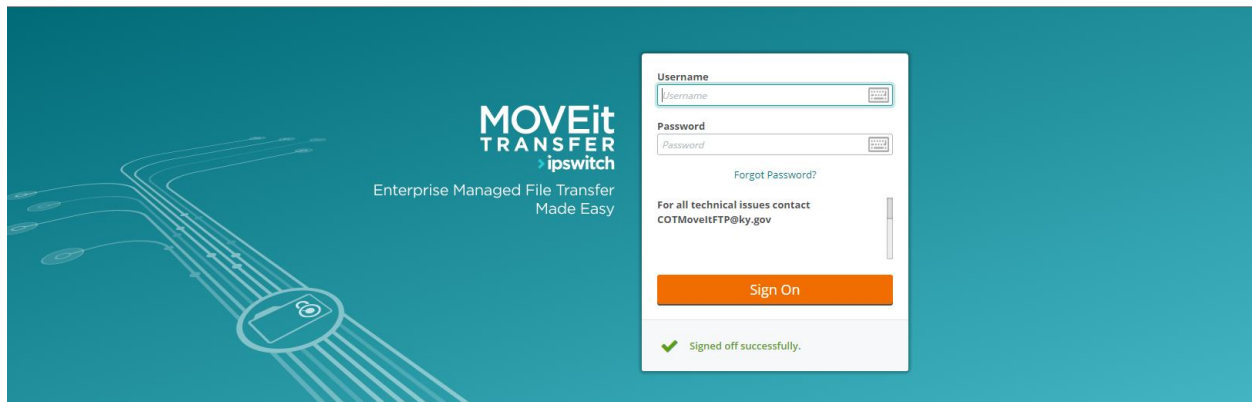 MOVEit
TRANSFER
ipswitch
Enterprise Managed File Transfer
Made Easy
Username
Username
Password
Password
Forgot Password?
For all technical issues contact
COTMoveItFTP@ky.gov
Sign On
Signed off successfully.